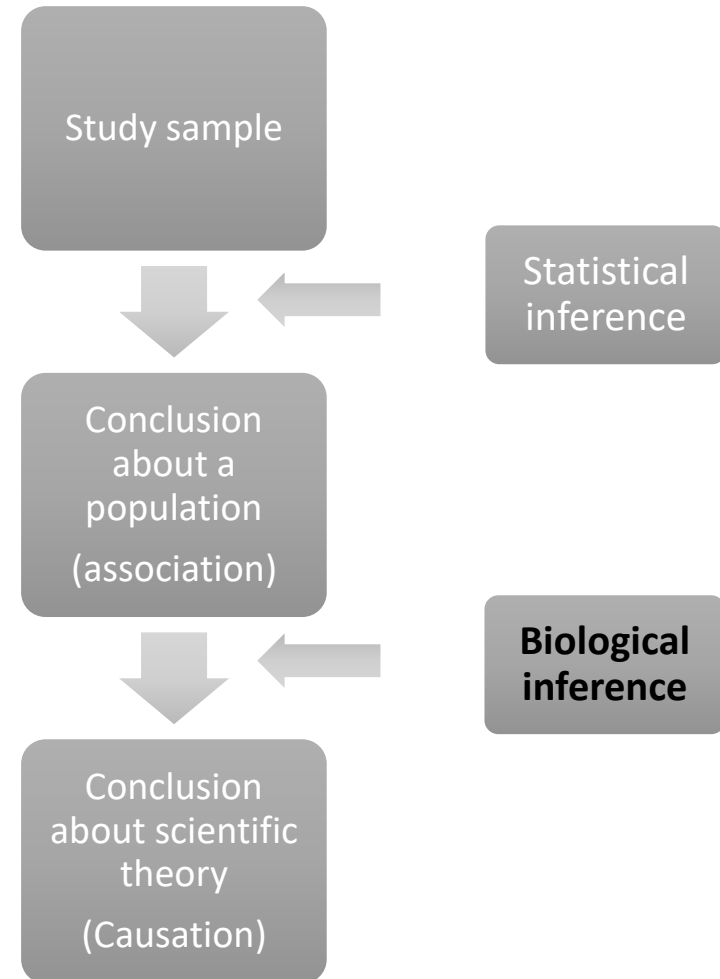 Study sample
Statistical
inference
Conclusion
about a
population
(association)
Biological
inference
Conclusion
about scientific
theory
(Causation)